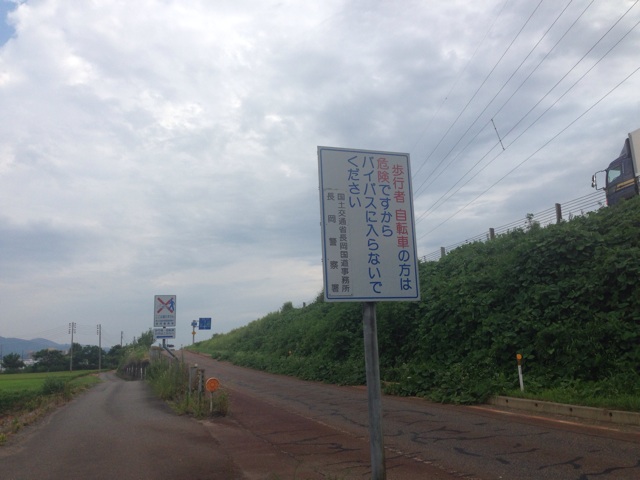 歩行者 自転車の方は
危険ですから
バイパスに入らないで
ください
国土交通省長岡国道事務所
長岡警察署